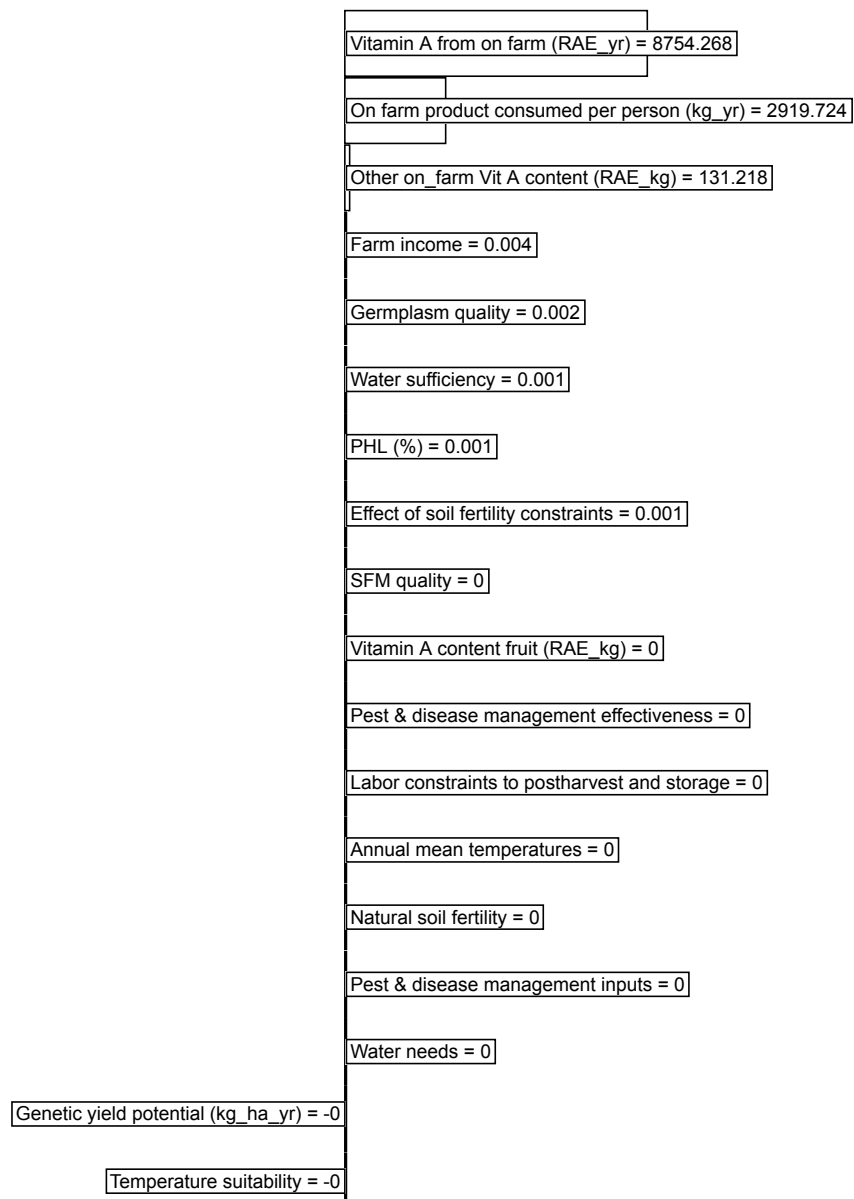 Vitamin A from on farm (RAE_yr) = 8754.268
On farm product consumed per person (kg_yr) = 2919.724
Other on_farm Vit A content (RAE_kg) = 131.218
Farm income = 0.004
Germplasm quality = 0.002
Water sufficiency = 0.001
PHL (%) = 0.001
Effect of soil fertility constraints = 0.001
SFM quality = 0
Vitamin A content fruit (RAE_kg) = 0
Pest & disease management effectiveness = 0
Labor constraints to postharvest and storage = 0
Annual mean temperatures = 0
Natural soil fertility = 0
Pest & disease management inputs = 0
Water needs = 0
Genetic yield potential (kg_ha_yr) = -0
Temperature suitability = -0